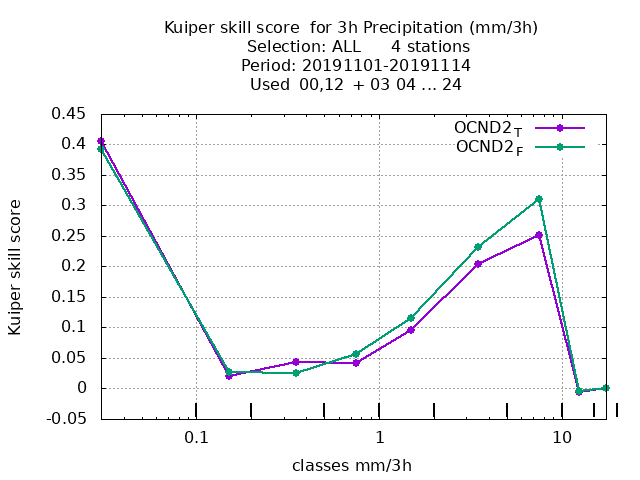 Kuiper skill score  for 3h Precipitation (mm/3h)
Selection: ALL      4 stations
Period: 20191101-20191114
Used  00,12  + 03 04 ... 24
0.45
0.4
0.35
0.3
0.25
0.2
0.15
0.1
0.05
0
-0.05
Kuiper skill score
OCND2T
OCND2F
0.1 1 10
classes mm/3h